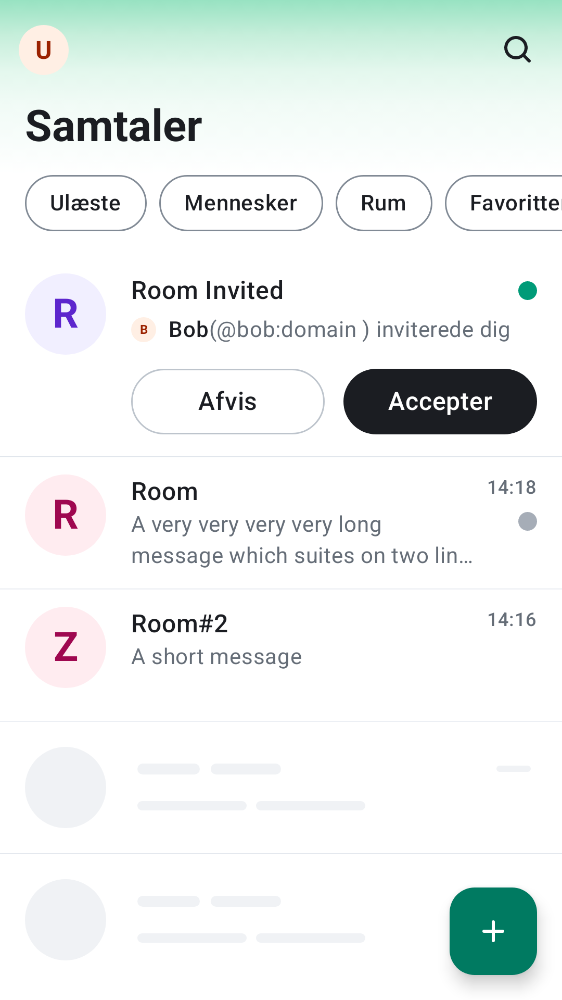 U
Samtaler
Ulæste
Mennesker
Rum
Favoritter
R
Room Invited
B
Bob(@bob:domain ) inviterede dig
Afvis
Accepter
R
Room
14:18
A very very very very long
message which suites on two lin…
Z
Room#2
14:16
A short message